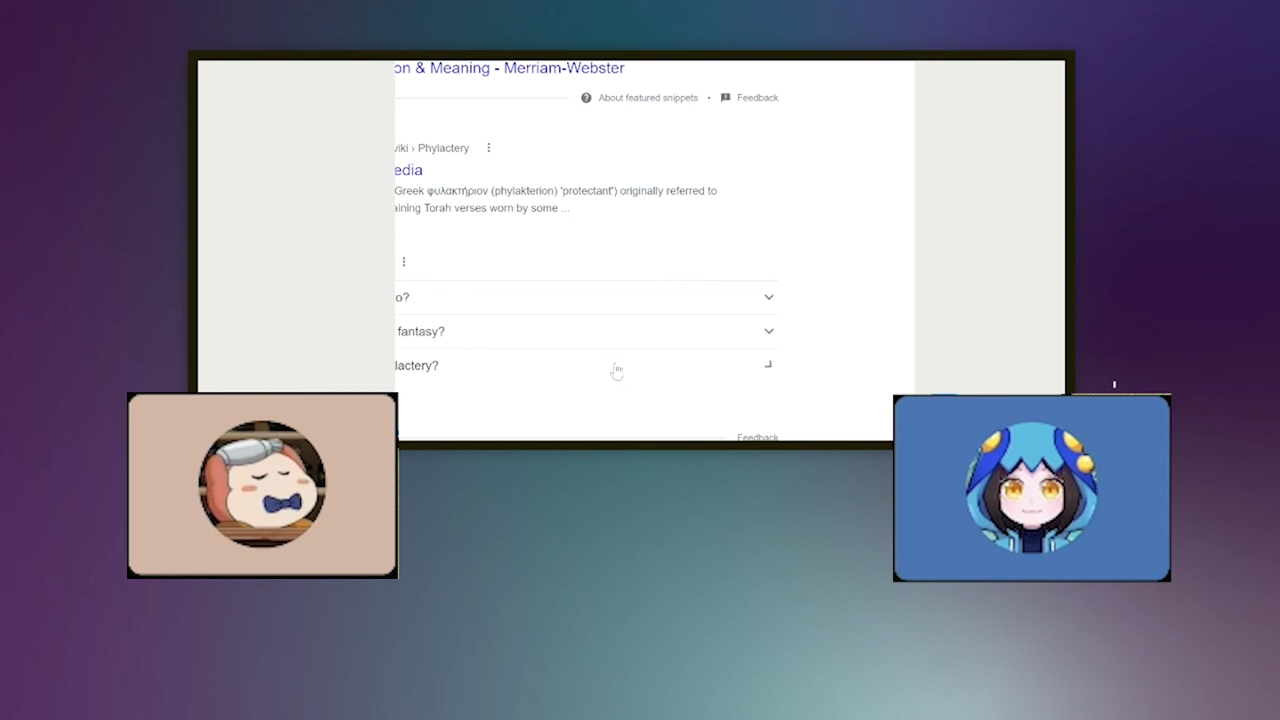 on & Meaning - Merriam-Webster
About featured snippets • Feedback
viki › Phylactery
edia
Greek φυλακτήριον (phylakterion) 'protectant') originally referred to
aining Torah verses worn by some ...
o?
fantasy?
lactery?
Feedback